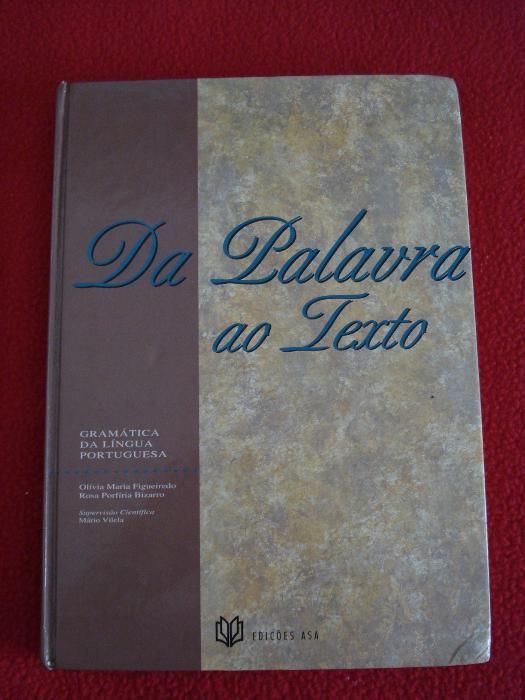 Da Palavra
ao Texto
GRAMÁTICA
DA LÍNGUA
PORTUGUESA
Olívia Maria Figueiredo
Rosa Porfíria Bizarro
Supervisão Científica
Mário Vilela
EDIÇÕES ASA